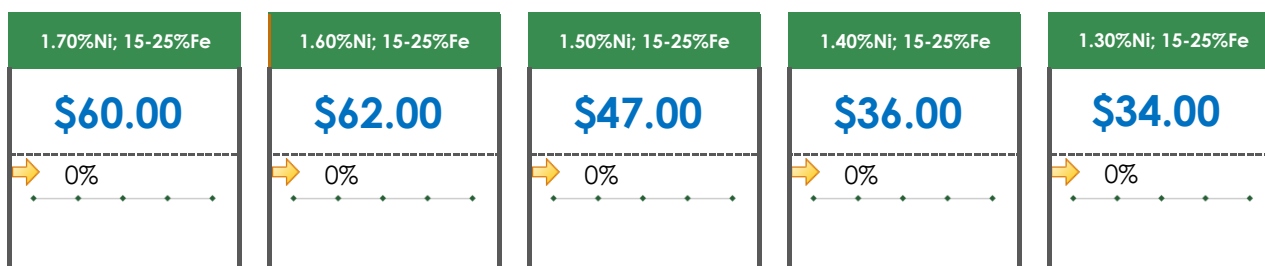 1.70%Ni; 15-25%Fe
$60.00
0%
1.60%Ni; 15-25%Fe
$62.00
0%
1.50%Ni; 15-25%Fe
$47.00
0%
1.40%Ni; 15-25%Fe
$36.00
0%
1.30%Ni; 15-25%Fe
$34.00
0%